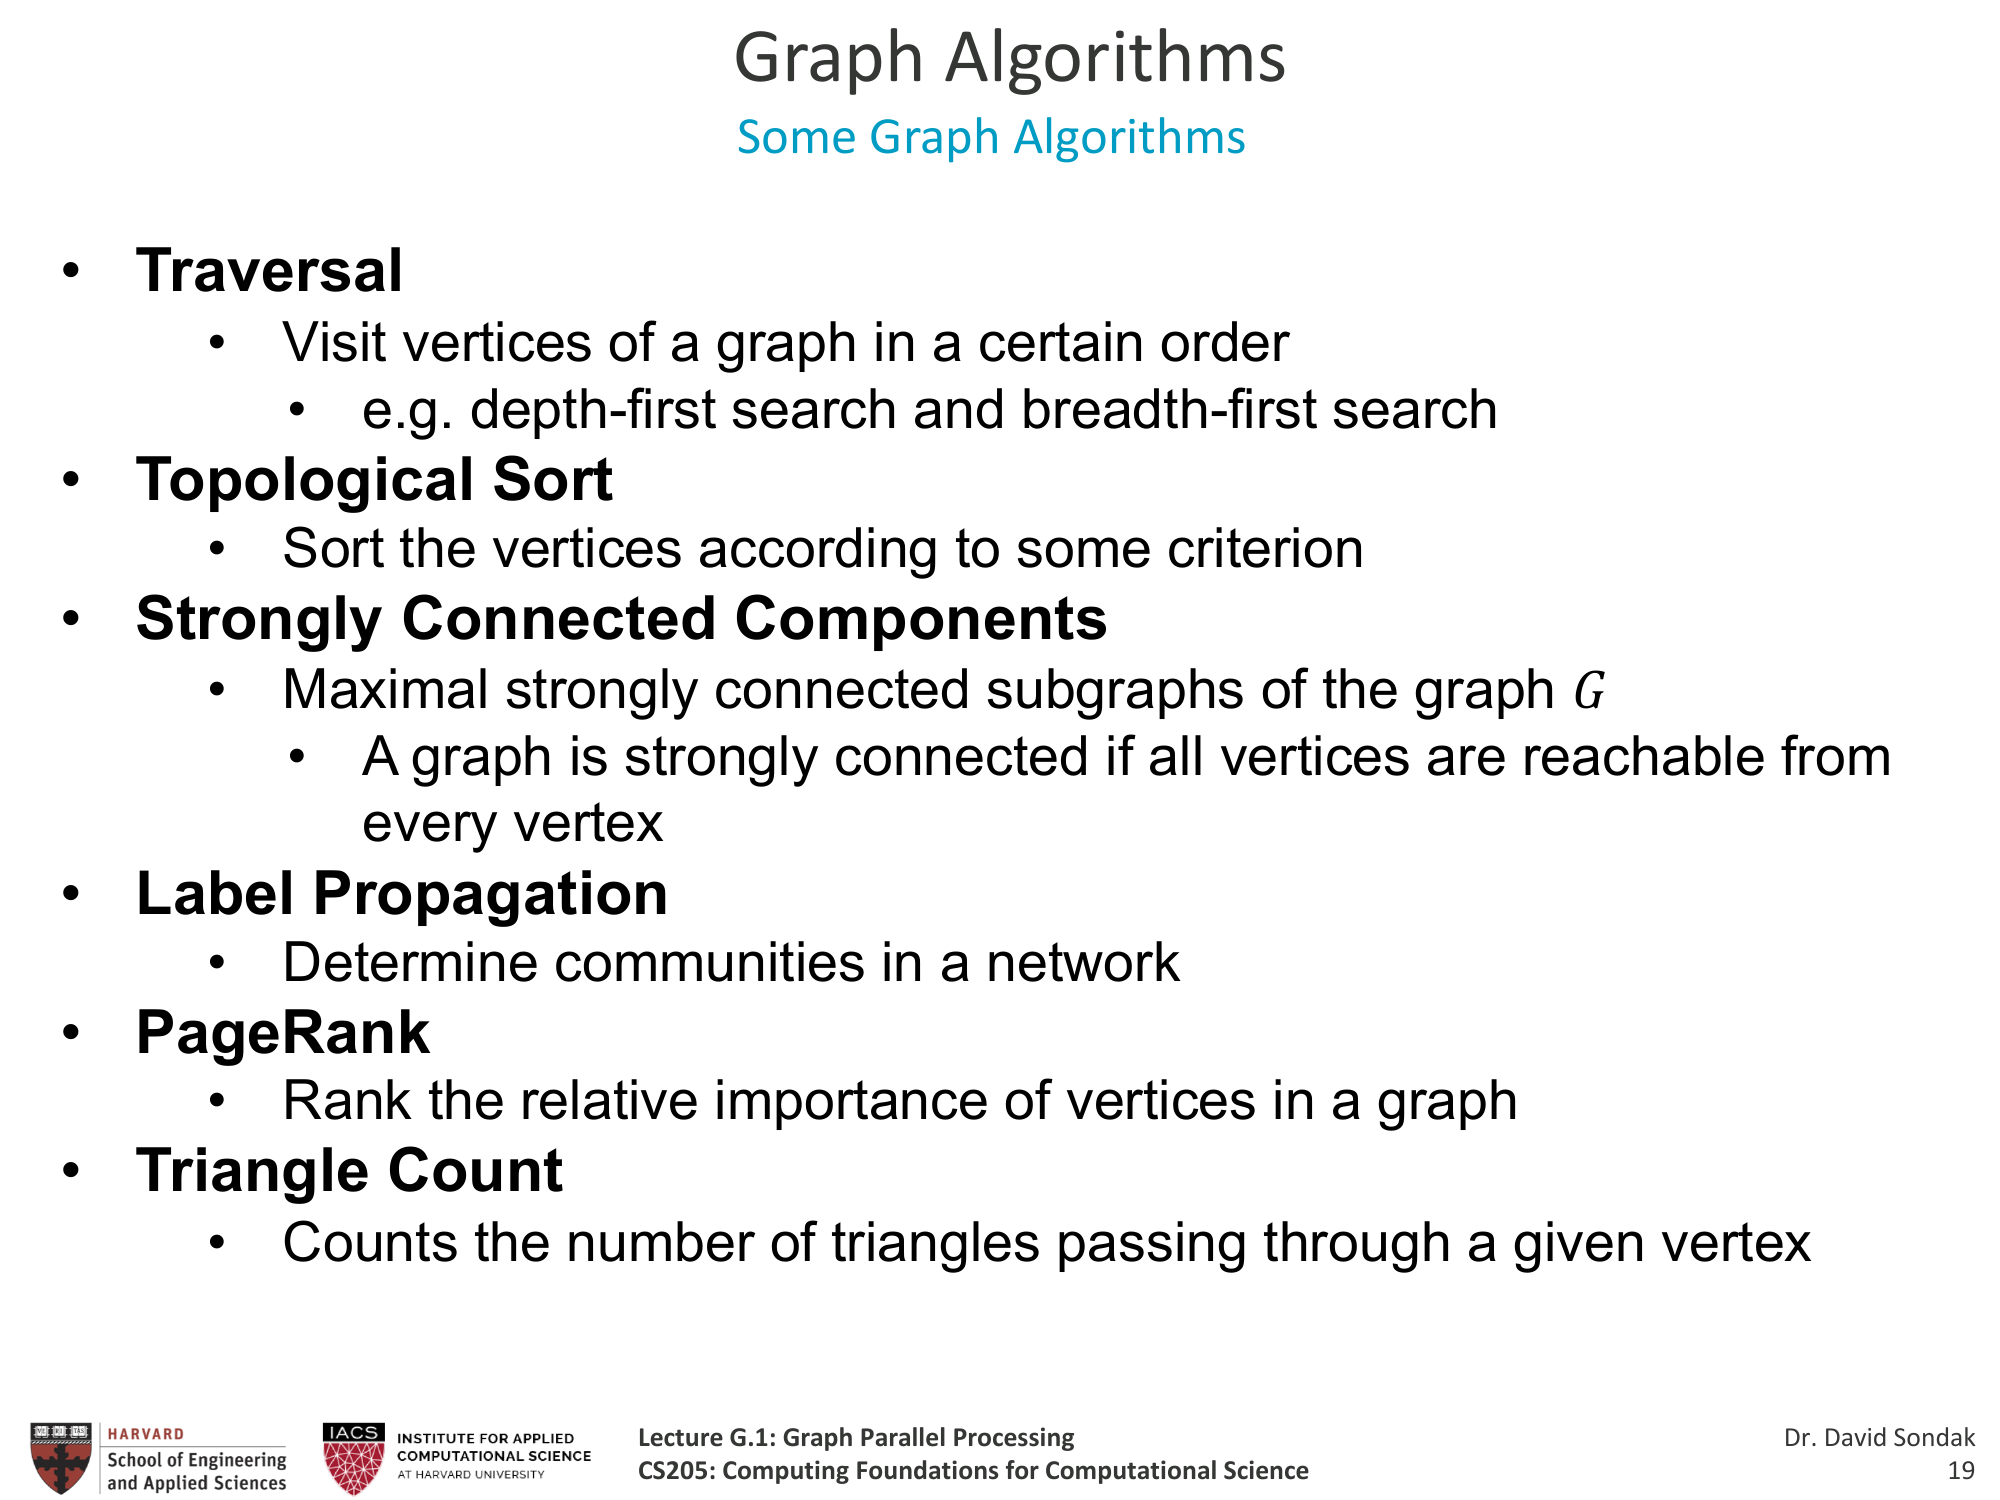 Graph Algorithms
Some Graph Algorithms
• Traversal
• Visit vertices of a graph in a certain order
• e.g. depth-first search and breadth-first search
• Topological Sort
• Sort the vertices according to some criterion
• Strongly Connected Components
• Maximal strongly connected subgraphs of the graph G
• A graph is strongly connected if all vertices are reachable from
every vertex
• Label Propagation
• Determine communities in a network
• PageRank
• Rank the relative importance of vertices in a graph
• Triangle Count
• Counts the number of triangles passing through a given vertex
HARVARD
School of Engineering
and Applied Sciences
IACS
INSTITUTE FOR APPLIED
COMPUTATIONAL SCIENCE
AT HARVARD UNIVERSITY
Lecture G.1: Graph Parallel Processing
CS205: Computing Foundations for Computational Science
Dr. David Sondak
19